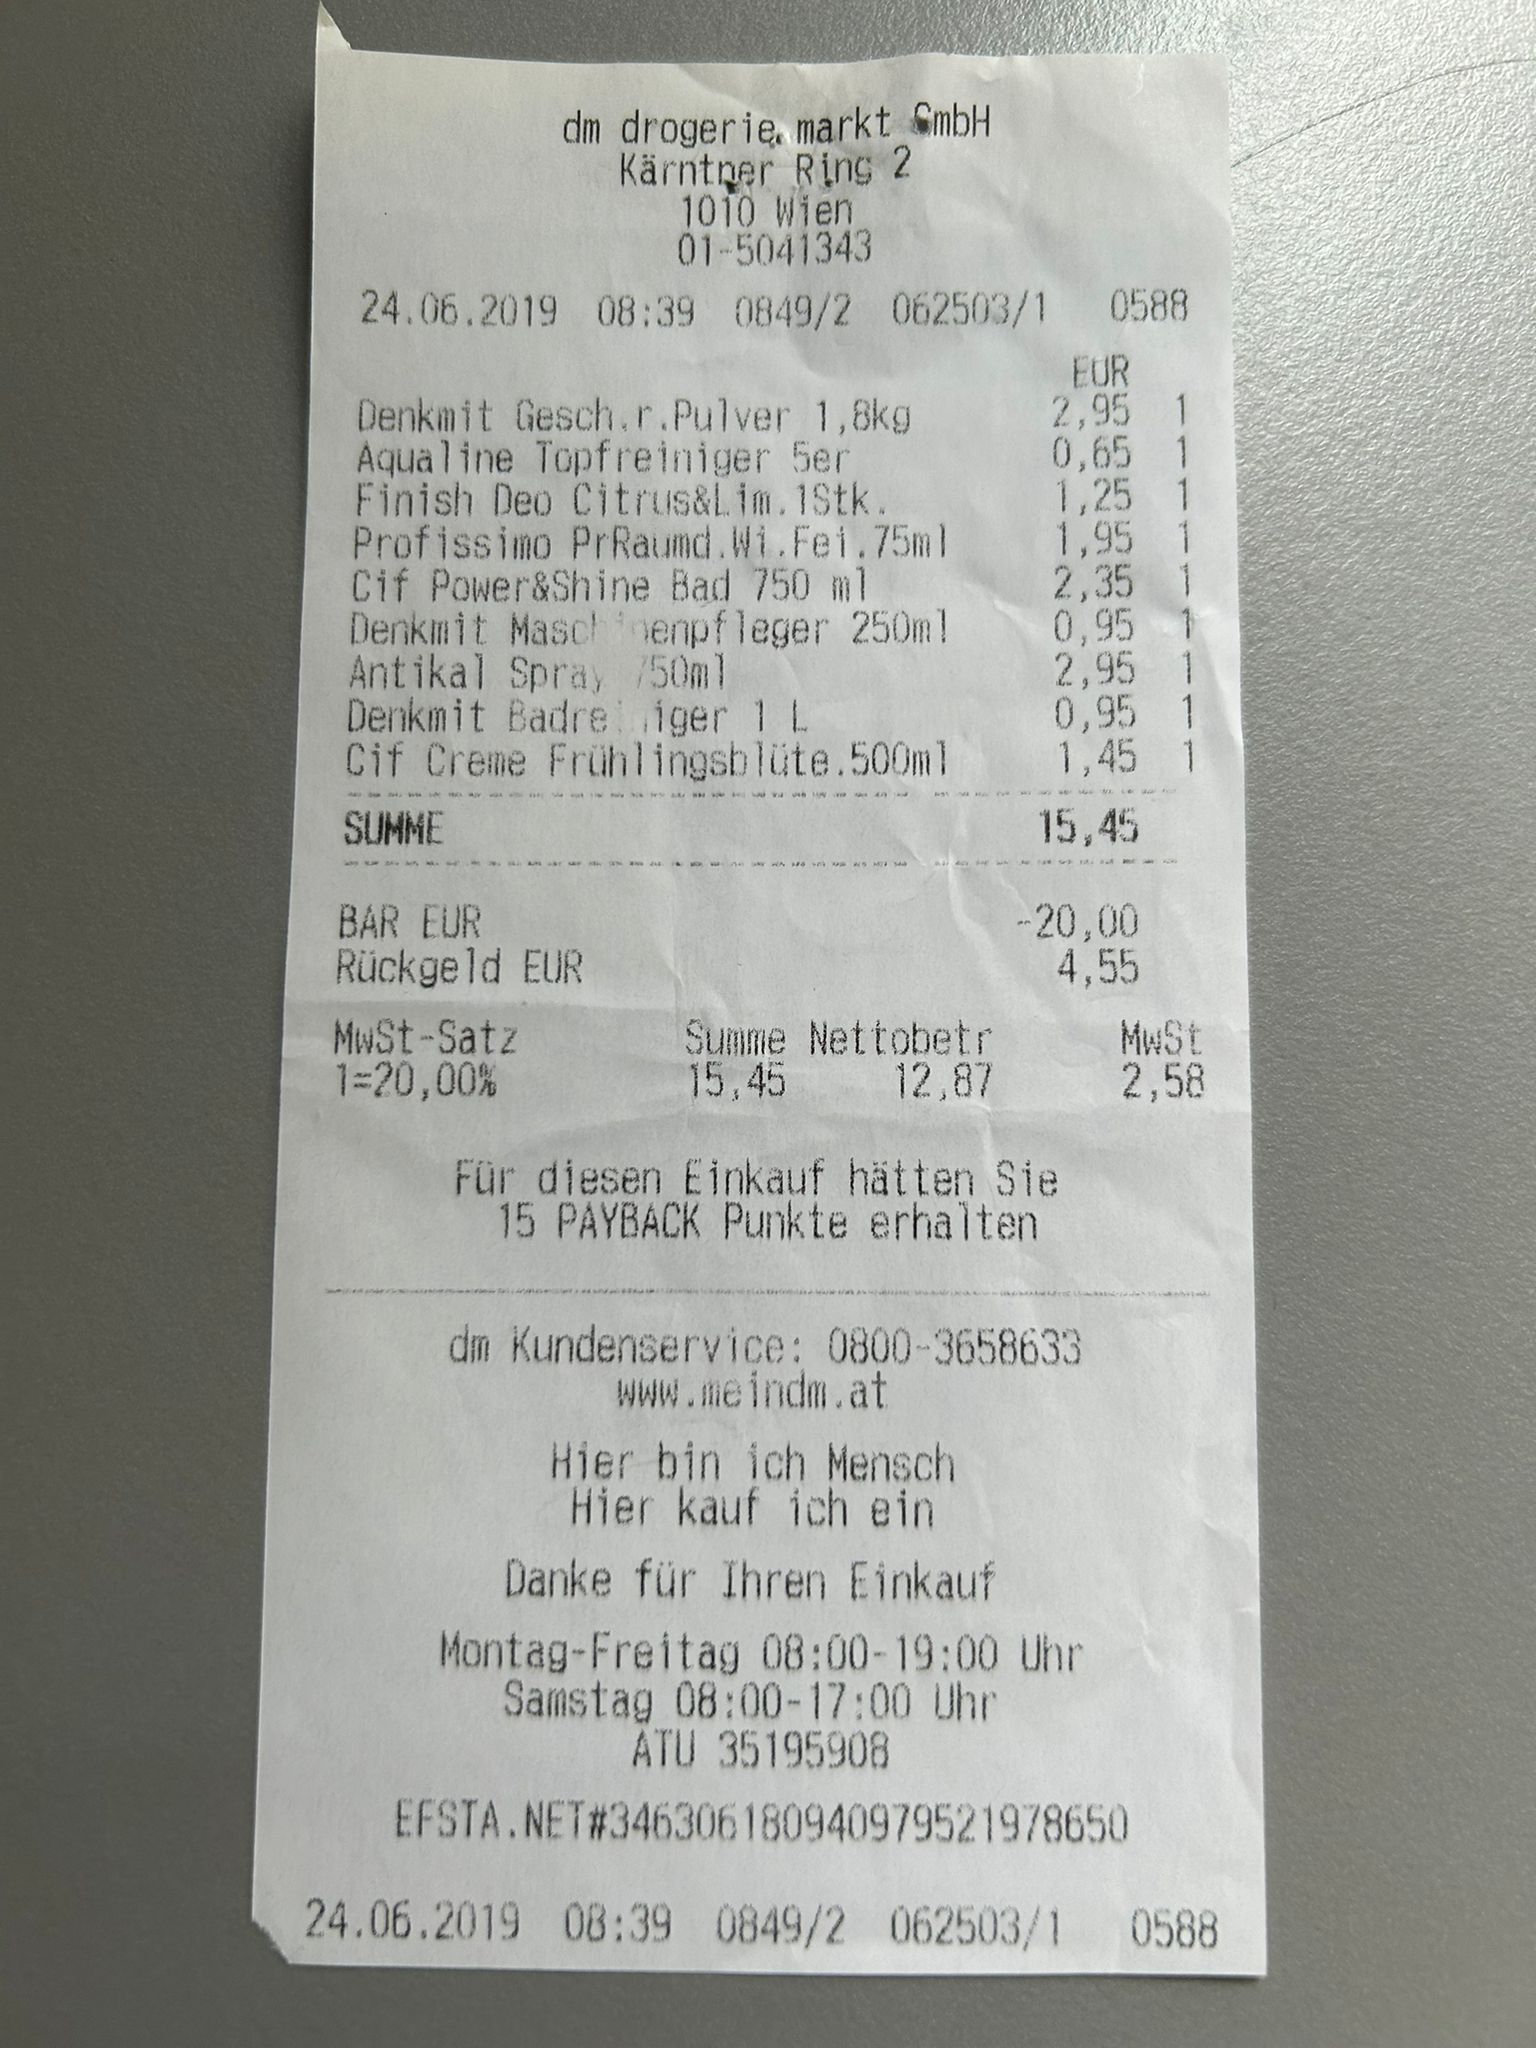 dm drogerie markt GmbH
Kärntner Ring 2
1010 Wien
01-5041343
24.06.2019 08:39 0849/2 062503/1 0588
EUR
Denkmit Gesch.r.Pulver 1,8kg 2,95 1
Aqualine Topfreiniger 5er 0,65 1
Finish Deo Citrus&Lim.1Stk. 1,25 1
Profissimo PrRaumd.Wi.Fei.75ml 1,95 1
Cif Power&Shine Bad 750 ml 2,35 1
Denkmit Maschinenpfleger 250ml 0,95 1
Antikal Spray 750ml 2,95 1
Denkmit Badreiniger 1 L 0,95 1
Cif Creme Frühlingsblüte.500ml 1,45 1
SUMME 15,45
BAR EUR -20,00
Rückgeld EUR 4,55
MwSt-Satz Summe Nettobetr MwSt
1=20,00% 15,45 12,87 2,58
Für diesen Einkauf hätten Sie
15 PAYBACK Punkte erhalten
dm Kundenservice: 0800-3658633
www.meindm.at
Hier bin ich Mensch
Hier kauf ich ein
Danke für Ihren Einkauf
Montag-Freitag 08:00-19:00 Uhr
Samstag 08:00-17:00 Uhr
ATU 35195908
EFSTA.NET#34630618094097952197​8650
24.06.2019 08:39 0849/2 062503/1 0588